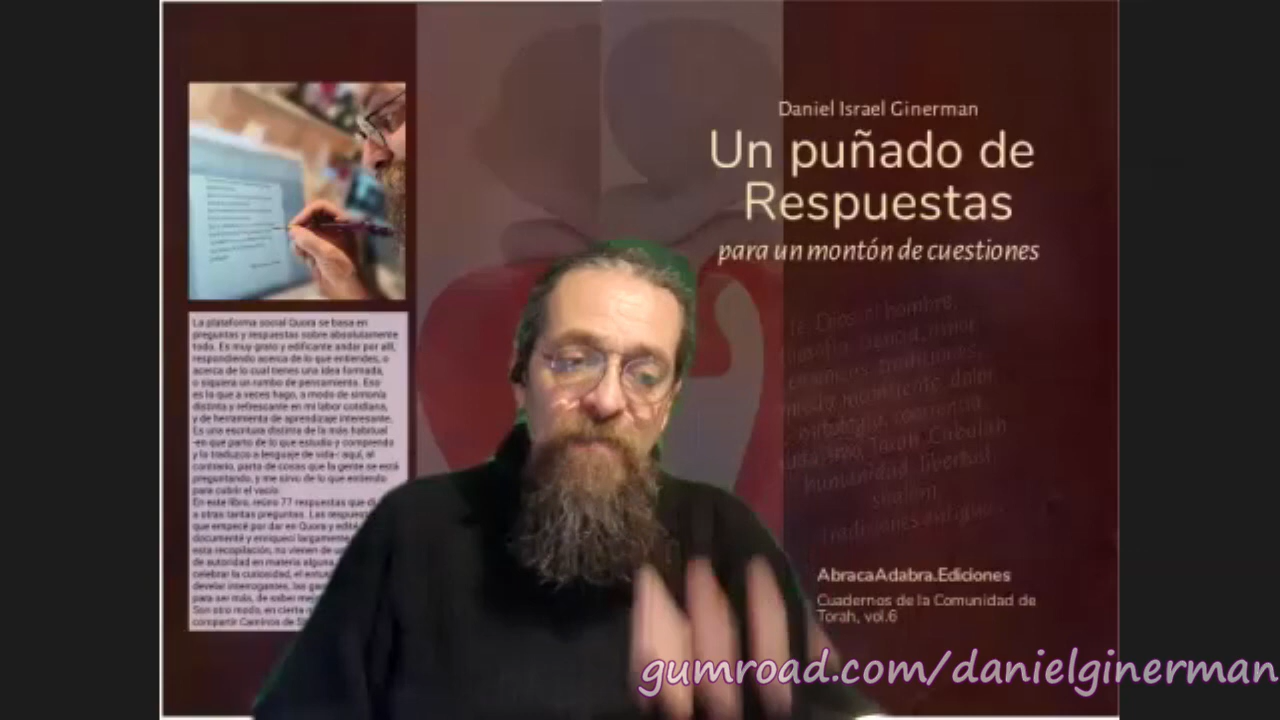 Daniel Israel Ginerman
Un puñado de
Respuestas
para un montón de cuestiones
La plataforma social Quora se basa en
preguntas y respuestas sobre absolutamente
todo. Es muy grato y edificante andar por allí,
respondiendo acerca de lo que entiendes, o
acerca de lo cual tienes una idea formada,
o siquiera un rumbo de pensamiento. Eso
es lo que a veces hago, a modo de
distinta y refrescante en mi labor cotidiana,
y de herramienta de aprendizaje interesante.
Es una escritura distinta de la más habitual
-en que parto de lo que estudio y comprendo
y lo traduzco a lenguaje de vida-: aquí, al
contrario, parto de cosas que la gente se está
preguntando, y me sirvo de lo que entiendo
para cubrir el vacío.
En este libro, reúno 77 respuestas que
a otras tantas preguntas. Las
que empecé por dar en Quora y
documenté y enriquecí largamente
esta recopilación, no vienen de
de autoridad en materia alguna,
celebrar la curiosidad, el
develar interrogantes, las
para ser más, de saber
Son otro modo, en cierta
compartir Caminos de
Dios, el hombre,
humanidad, libertad,
AbracaAdabra.Ediciones
Cuadernos de la Comunidad de
Torah, vol.6
gumroad.com/danielginerman